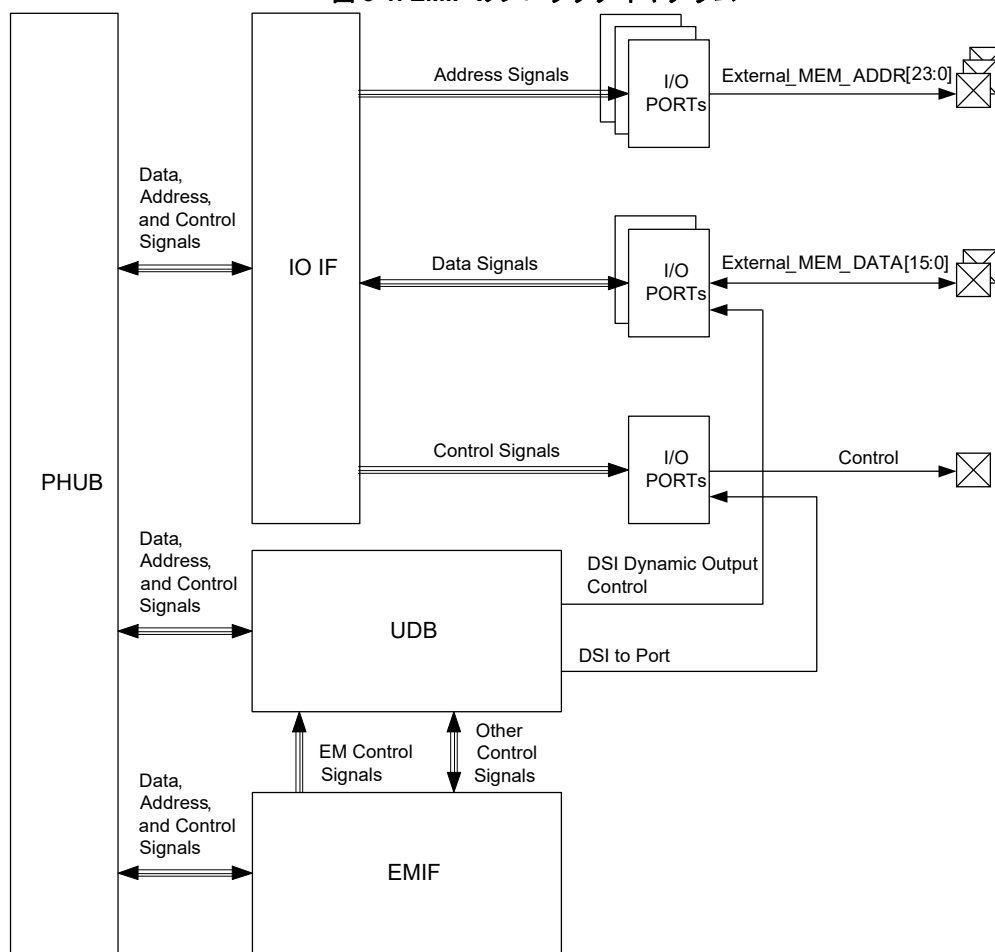 Address Signals
I/O
PORTs
External_MEM_ADDR[23:0]
Data,
Address,
and Control
Signals
IO IF
Data Signals
I/O
PORTs
External_MEM_DATA[15:0]
Control Signals
I/O
PORTs
Control
PHUB
Data,
Address,
and Control
Signals
UDB
DSI Dynamic Output
Control
DSI to Port
EM Control
Signals
Other
Control
Signals
Data,
Address,
and Control
Signals
EMIF